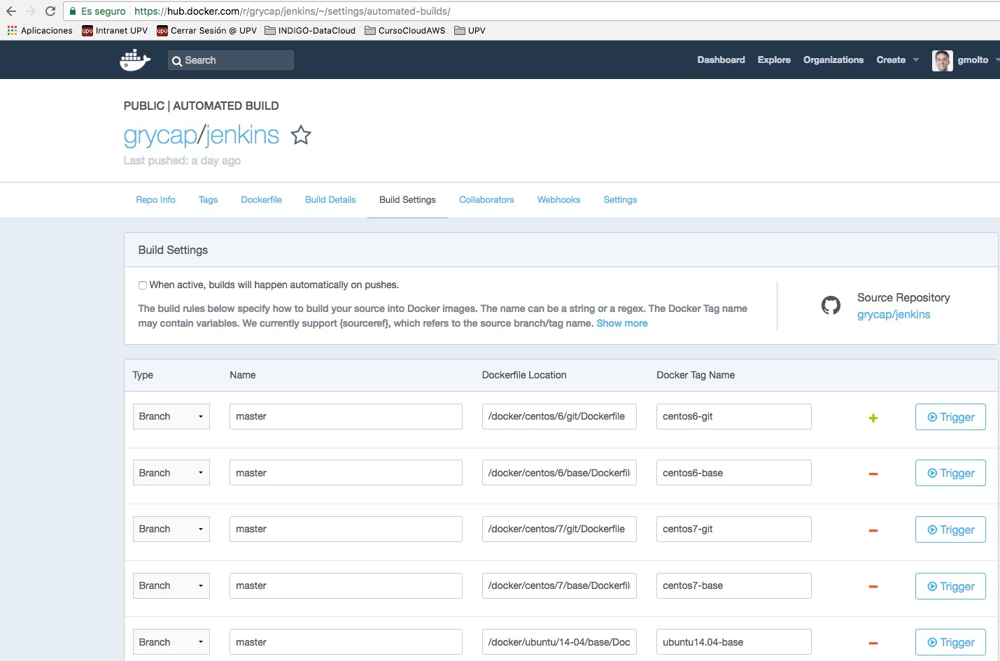 Es seguro https://hub.docker.com/r/grycap/jenkins/~/settings/automated-builds/
Aplicaciones upv Intranet UPV upv Cerrar Sesión @ UPV INDIGO-DataCloud CursoCloudAWS UPV
Search Dashboard Explore Organizations Create gmolto
PUBLIC | AUTOMATED BUILD
grycap/jenkins
Last pushed: a day ago
Repo Info Tags Dockerfile Build Details Build Settings Collaborators Webhooks Settings
Build Settings
When active, builds will happen automatically on pushes.
The build rules below specify how to build your source into Docker images. The name can be a string or a regex. The Docker Tag name
may contain variables. We currently support {sourceref}, which refers to the source branch/tag name. Show more
Source Repository
grycap/jenkins
Type Name Dockerfile Location Docker Tag Name
Branch master /docker/centos/6/git/Dockerfile centos6-git Trigger
Branch master /docker/centos/6/base/Dockerfil centos6-base Trigger
Branch master /docker/centos/7/git/Dockerfile centos7-git Trigger
Branch master /docker/centos/7/base/Dockerfil centos7-base Trigger
Branch master /docker/ubuntu/14-04/base/Doc ubuntu14.04-base Trigger